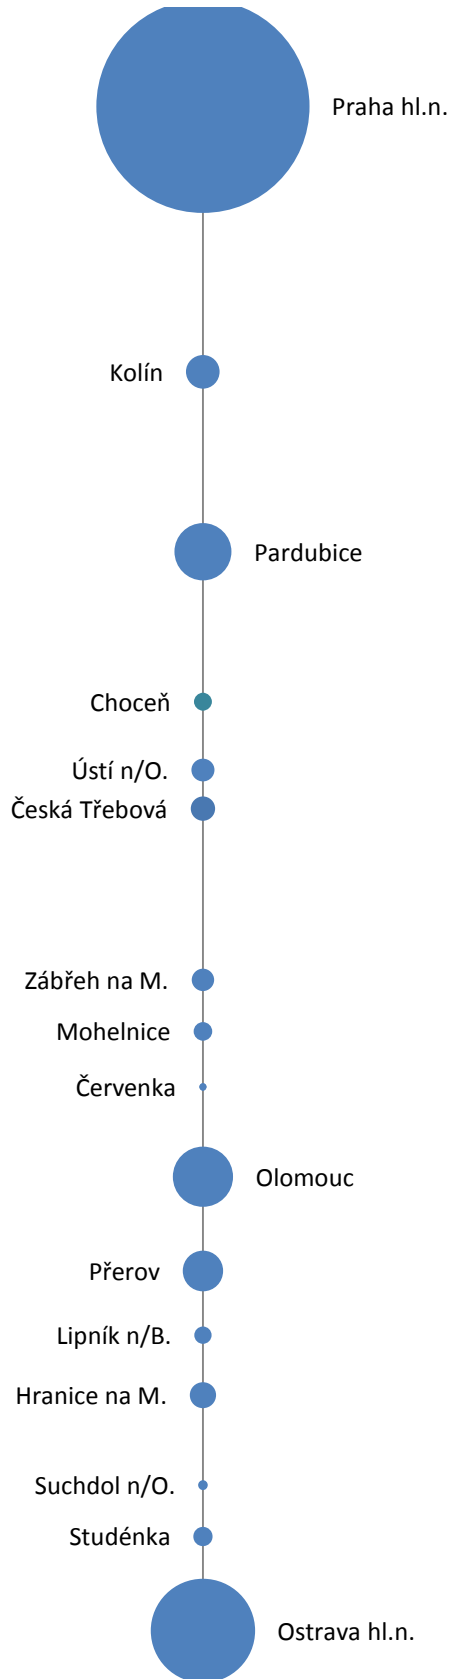 Praha hl.n.
Kolín
Pardubice
Choceň
Ústí n/O.
Česká Třebová
Zábřeh na M.
Mohelnice
Červenka
Olomouc
Přerov
Lipník n/B.
Hranice na M.
Suchdol n/O.
Studénka
Ostrava hl.n.